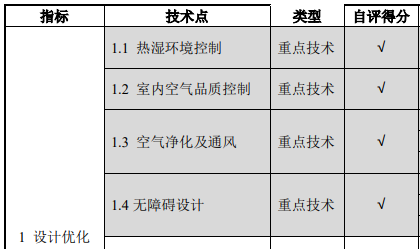 指标 技术点 类型 自评得分
1.1 热湿环境控制 重点技术 √
1.2 室内空气品质控制 重点技术 √
1.3 空气净化及通风 重点技术 √
1.4 无障碍设计 重点技术 √
1 设计优化